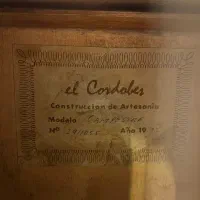 el Cordobes
Construccion de Artesania
Modelo
Nº Año 19